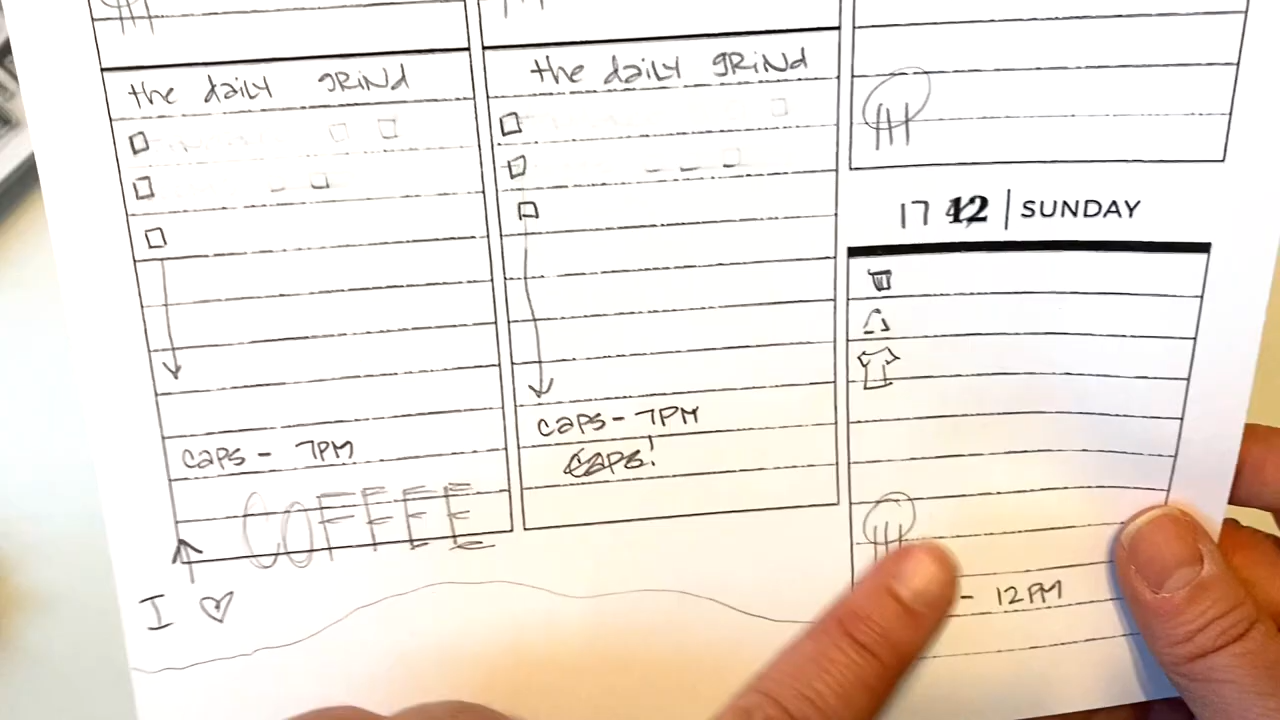 the daily gRiNd
caps - 7PM
COFFEE
I ♡
the daily gRiNd
caps - 7PM
caps!
17 12 | SUNDAY
- 12PM